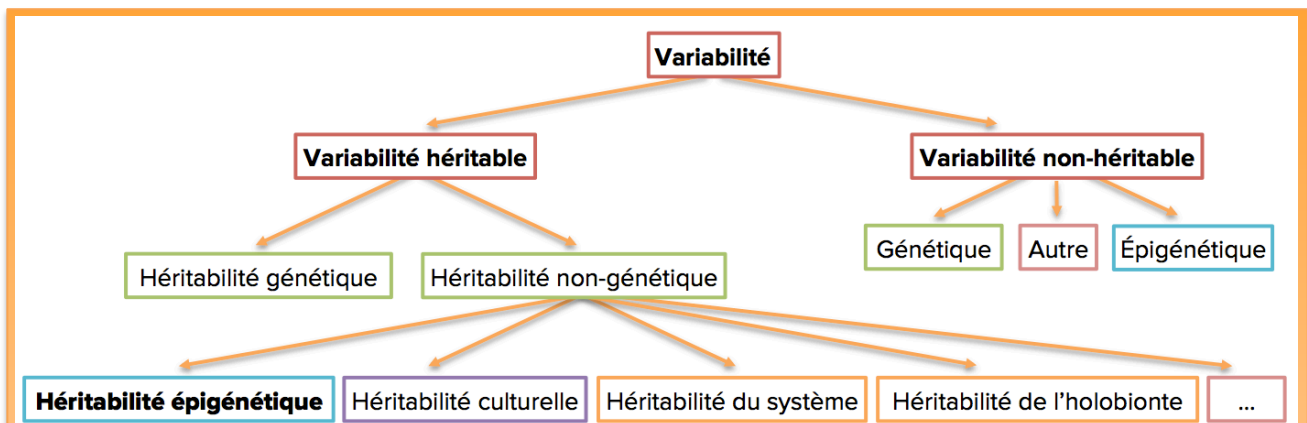 Variabilité
Variabilité héritable
Variabilité non-héritable
Génétique
Autre
Épigénétique
Héritabilité génétique
Héritabilité non-génétique
Héritabilité épigénétique
Héritabilité culturelle
Héritabilité du système
Héritabilité de l'holobionte
...